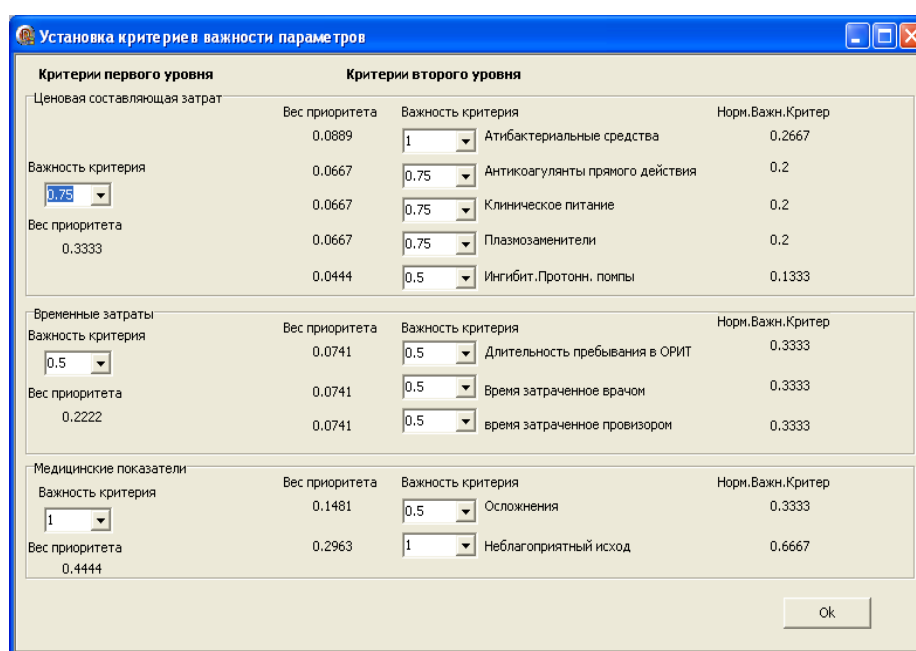 Установка критериев важности параметров
Критерии первого уровня Критерии второго уровня
Ценовая составляющая затрат
Вес приоритета Важность критерия Норм.Важн.Критер
0.0889 1 Атибактериальные средства 0.2667
Важность критерия 0.0667 0.75 Антикоагулянты прямого действия 0.2
0.75
0.0667 0.75 Клиническое питание 0.2
Вес приоритета
0.3333 0.0667 0.75 Плазмозаменители 0.2
0.0444 0.5 Ингибит.Протонн. помпы 0.1333
Временные затраты
Важность критерия Вес приоритета Важность критерия Норм.Важн.Критер
0.5 0.0741 0.5 Длительность пребывания в ОРИТ 0.3333
Вес приоритета 0.0741 0.5 Время затраченное врачом 0.3333
0.2222 0.0741 0.5 время затраченное провизором 0.3333
Медицинские показатели
Важность критерия Вес приоритета Важность критерия Норм.Важн.Критер
1 0.1481 0.5 Осложнения 0.3333
Вес приоритета 0.2963 1 Неблагоприятный исход 0.6667
0.4444
Ok